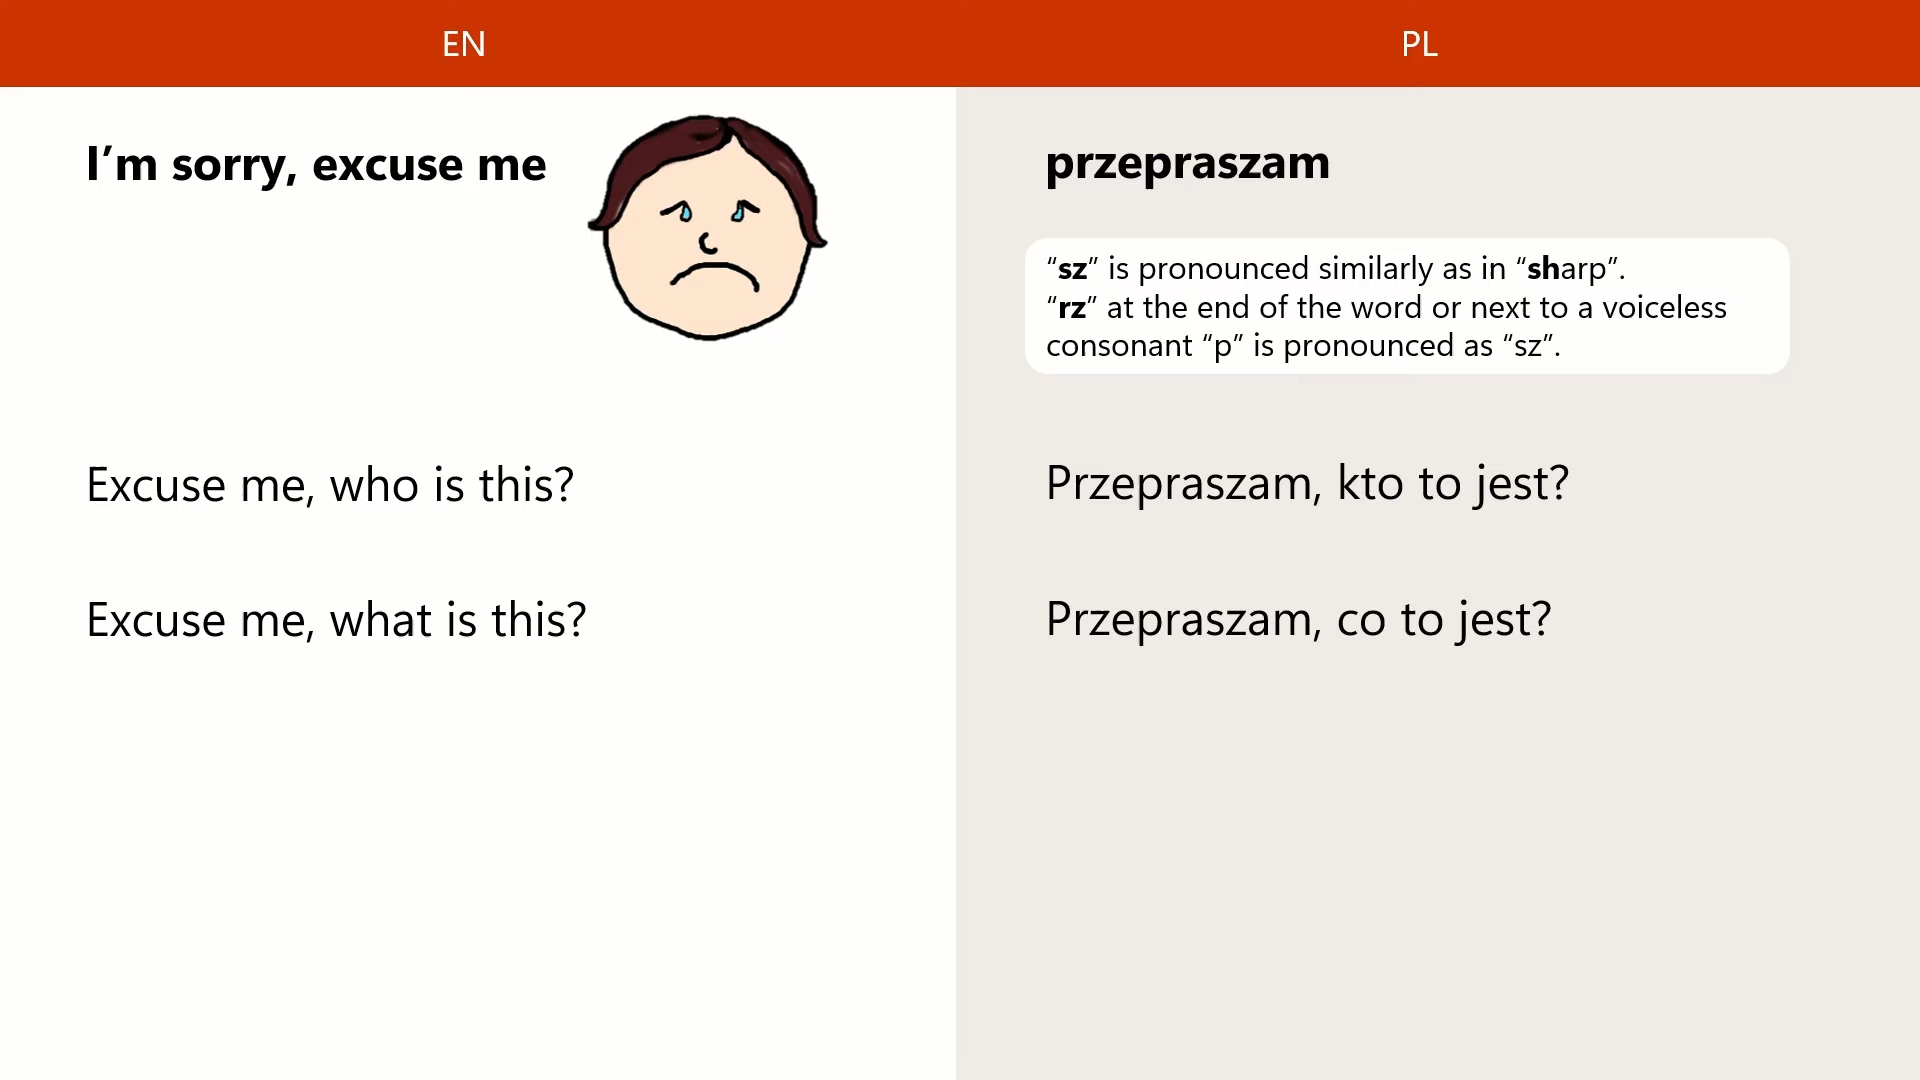 EN
PL
I’m sorry, excuse me
przepraszam
“sz” is pronounced similarly as in “sharp”.
“rz” at the end of the word or next to a voiceless
consonant “p” is pronounced as “sz”.
Excuse me, who is this?
Przepraszam, kto to jest?
Excuse me, what is this?
Przepraszam, co to jest?